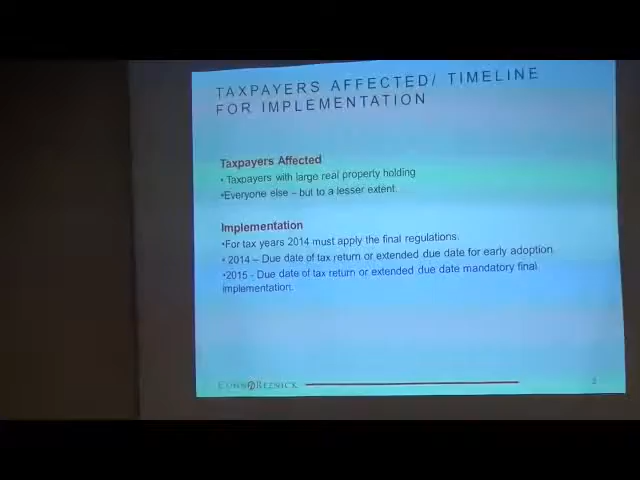 TAXPAYERS AFFECTED/ TIMELINE
FOR IMPLEMENTATION
Taxpayers Affected
• Taxpayers with large real property holding
•Everyone else – but to a lesser extent.
Implementation
•For tax years 2014 must apply the final regulations.
• 2014 – Due date of tax return or extended due date for early adoption.
•2015 - Due date of tax return or extended due date mandatory final
implementation.
COHNREZNICK
2